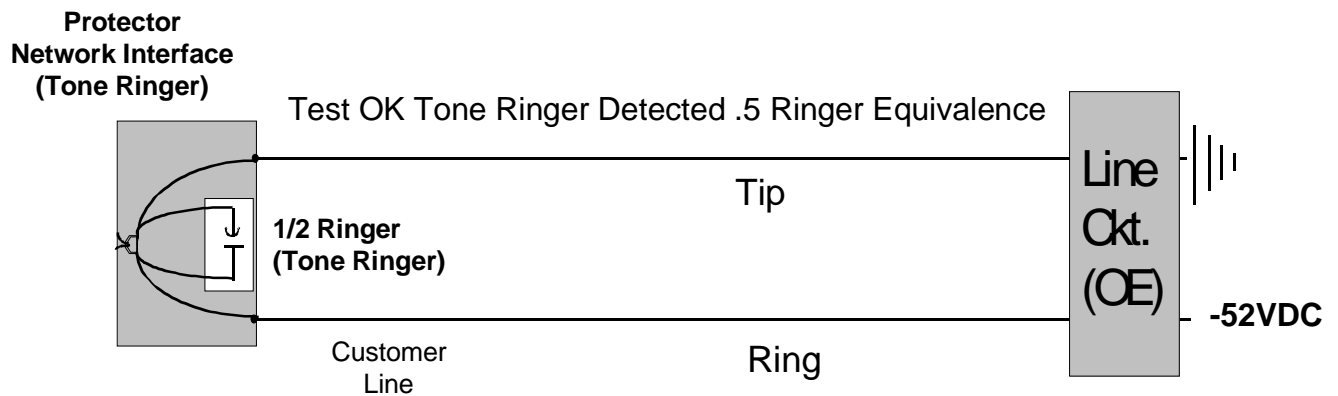 Protector
Network Interface
(Tone Ringer)
Test OK Tone Ringer Detected .5 Ringer Equivalence
Tip
1/2 Ringer
(Tone Ringer)
Line
Ckt.
(OE)
-52VDC
Customer
Line
Ring